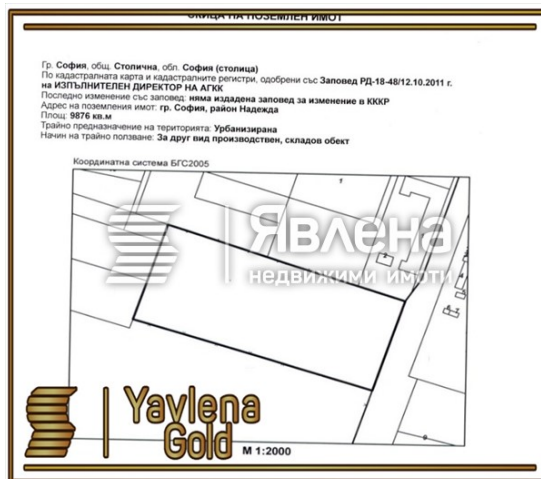 СКИЦА НА ПОЗЕМЛЕН ИМОТ
Гр. София, общ. Столична, обл. София (столица)
По кадастралната карта и кадастралните регистри, одобрени със Заповед РД-18-48/12.10.2011 г.
на ИЗПЪЛНИТЕЛЕН ДИРЕКТОР НА АГКК
Последно изменение със заповед: няма издадена заповед за изменение в КККР
Адрес на поземления имот: гр. София, район Надежда
Площ: 9876 кв.м
Трайно предназначение на територията: Урбанизирана
Начин на трайно ползване: За друг вид производствен, складов обект
Координатна система БГС2005
1
Явлена
недвижими имоти
Yavlena
Gold
М 1:2000